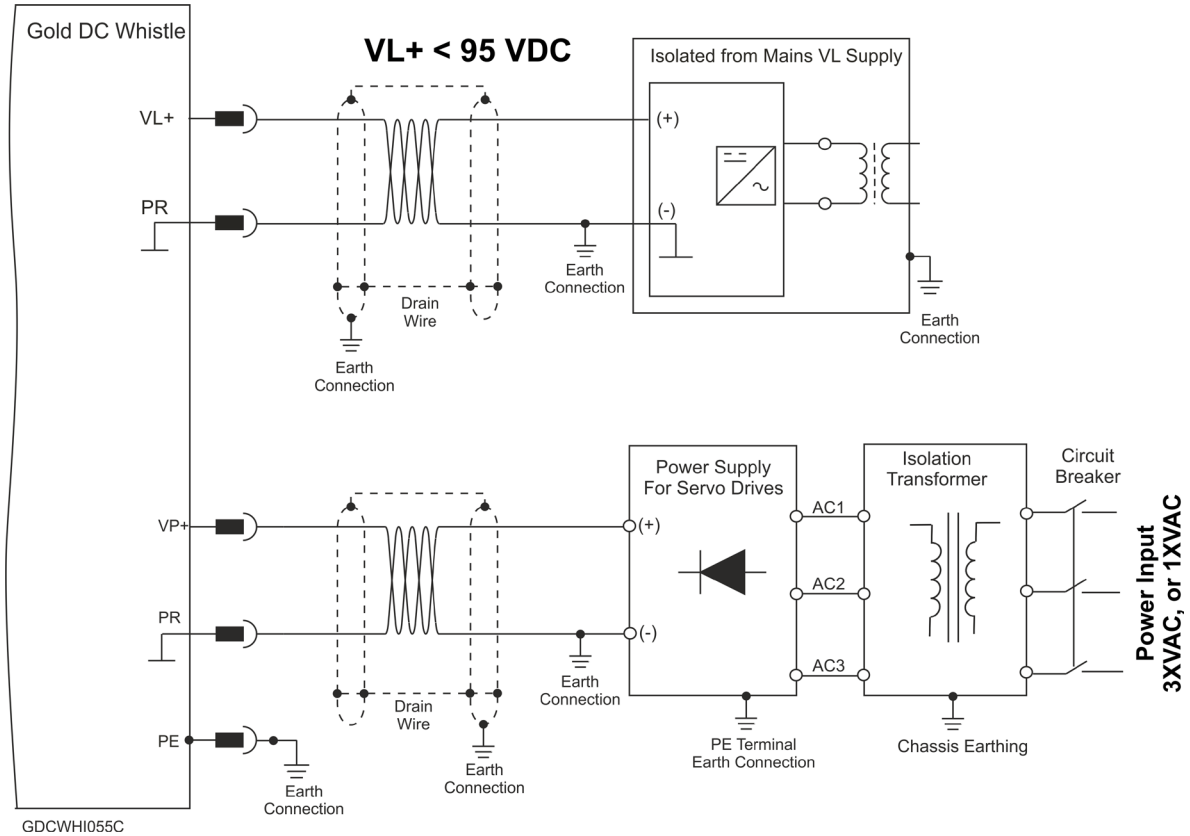 Gold DC Whistle
VL+ < 95 VDC
Isolated from Mains VL Supply
VL+
(+)
PR
(-)
Earth
Connection
Drain
Wire
Earth
Connection
Earth
Connection
Power Supply
For Servo Drives
Isolation
Transformer
Circuit
Breaker
VP+
(+)
AC1
AC2
Power Input
3XVAC, or 1XVAC
PR
(-)
AC3
Earth
Connection
Drain
Wire
PE
Earth
Connection
Earth
Connection
PE Terminal
Earth Connection
Chassis Earthing
GDCWHI055C